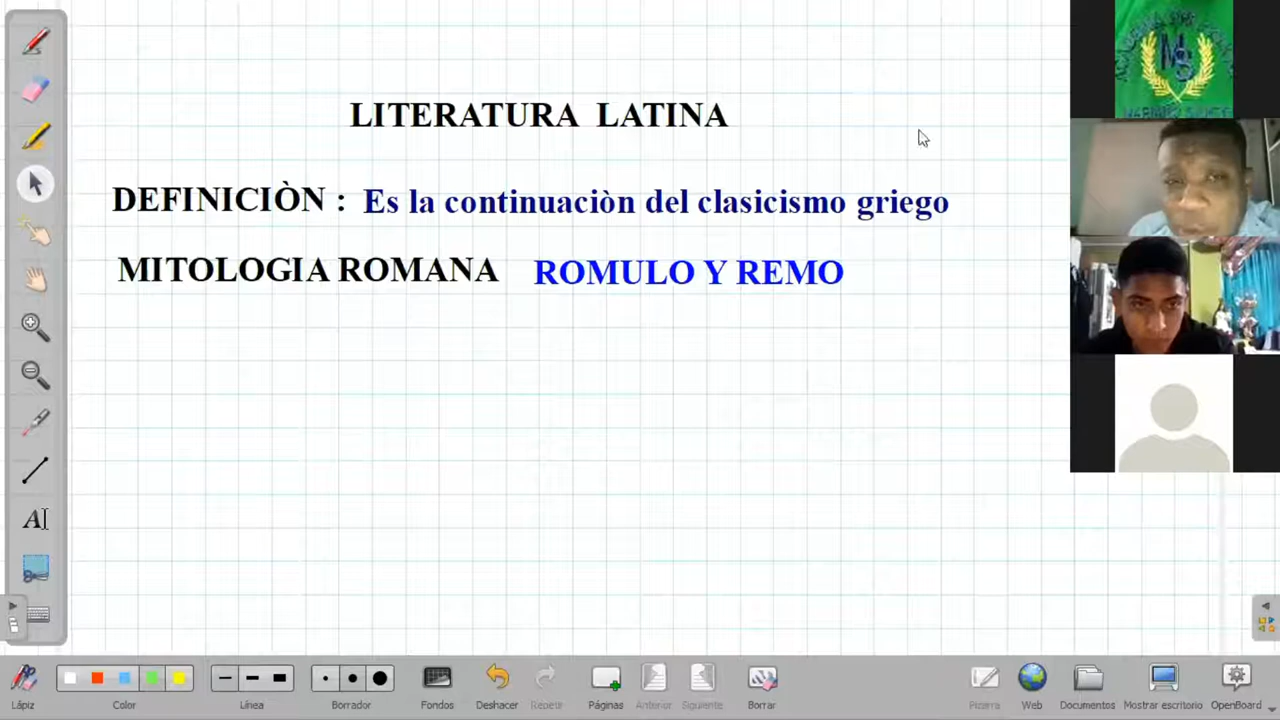 LITERATURA LATINA
DEFINICIÒN : Es la continuaciòn del clasicismo griego
MITOLOGIA ROMANA ROMULO Y REMO
MS
Lápiz Color Línea Borrador Fondos Deshacer Repetir Páginas Anterior Siguiente Borrar Pizarra Web Documentos Mostrar escritorio OpenBoard